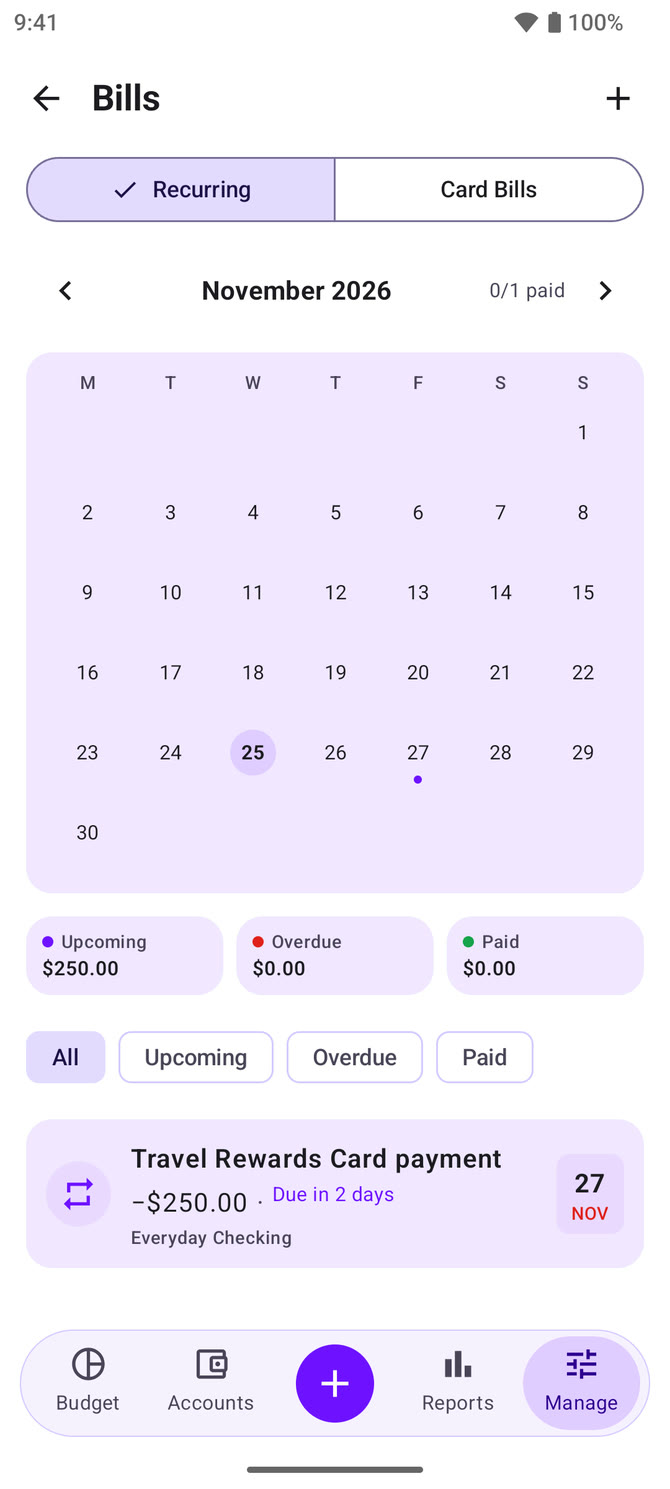 9:41 100%
Bills
Recurring Card Bills
November 2026 0/1 paid
M T W T F S S
1
2 3 4 5 6 7 8
9 10 11 12 13 14 15
16 17 18 19 20 21 22
23 24 25 26 27 28 29
30
Upcoming Overdue Paid
$250.00 $0.00 $0.00
All Upcoming Overdue Paid
Travel Rewards Card payment
−$250.00 · Due in 2 days
Everyday Checking
27
NOV
Budget Accounts Reports Manage